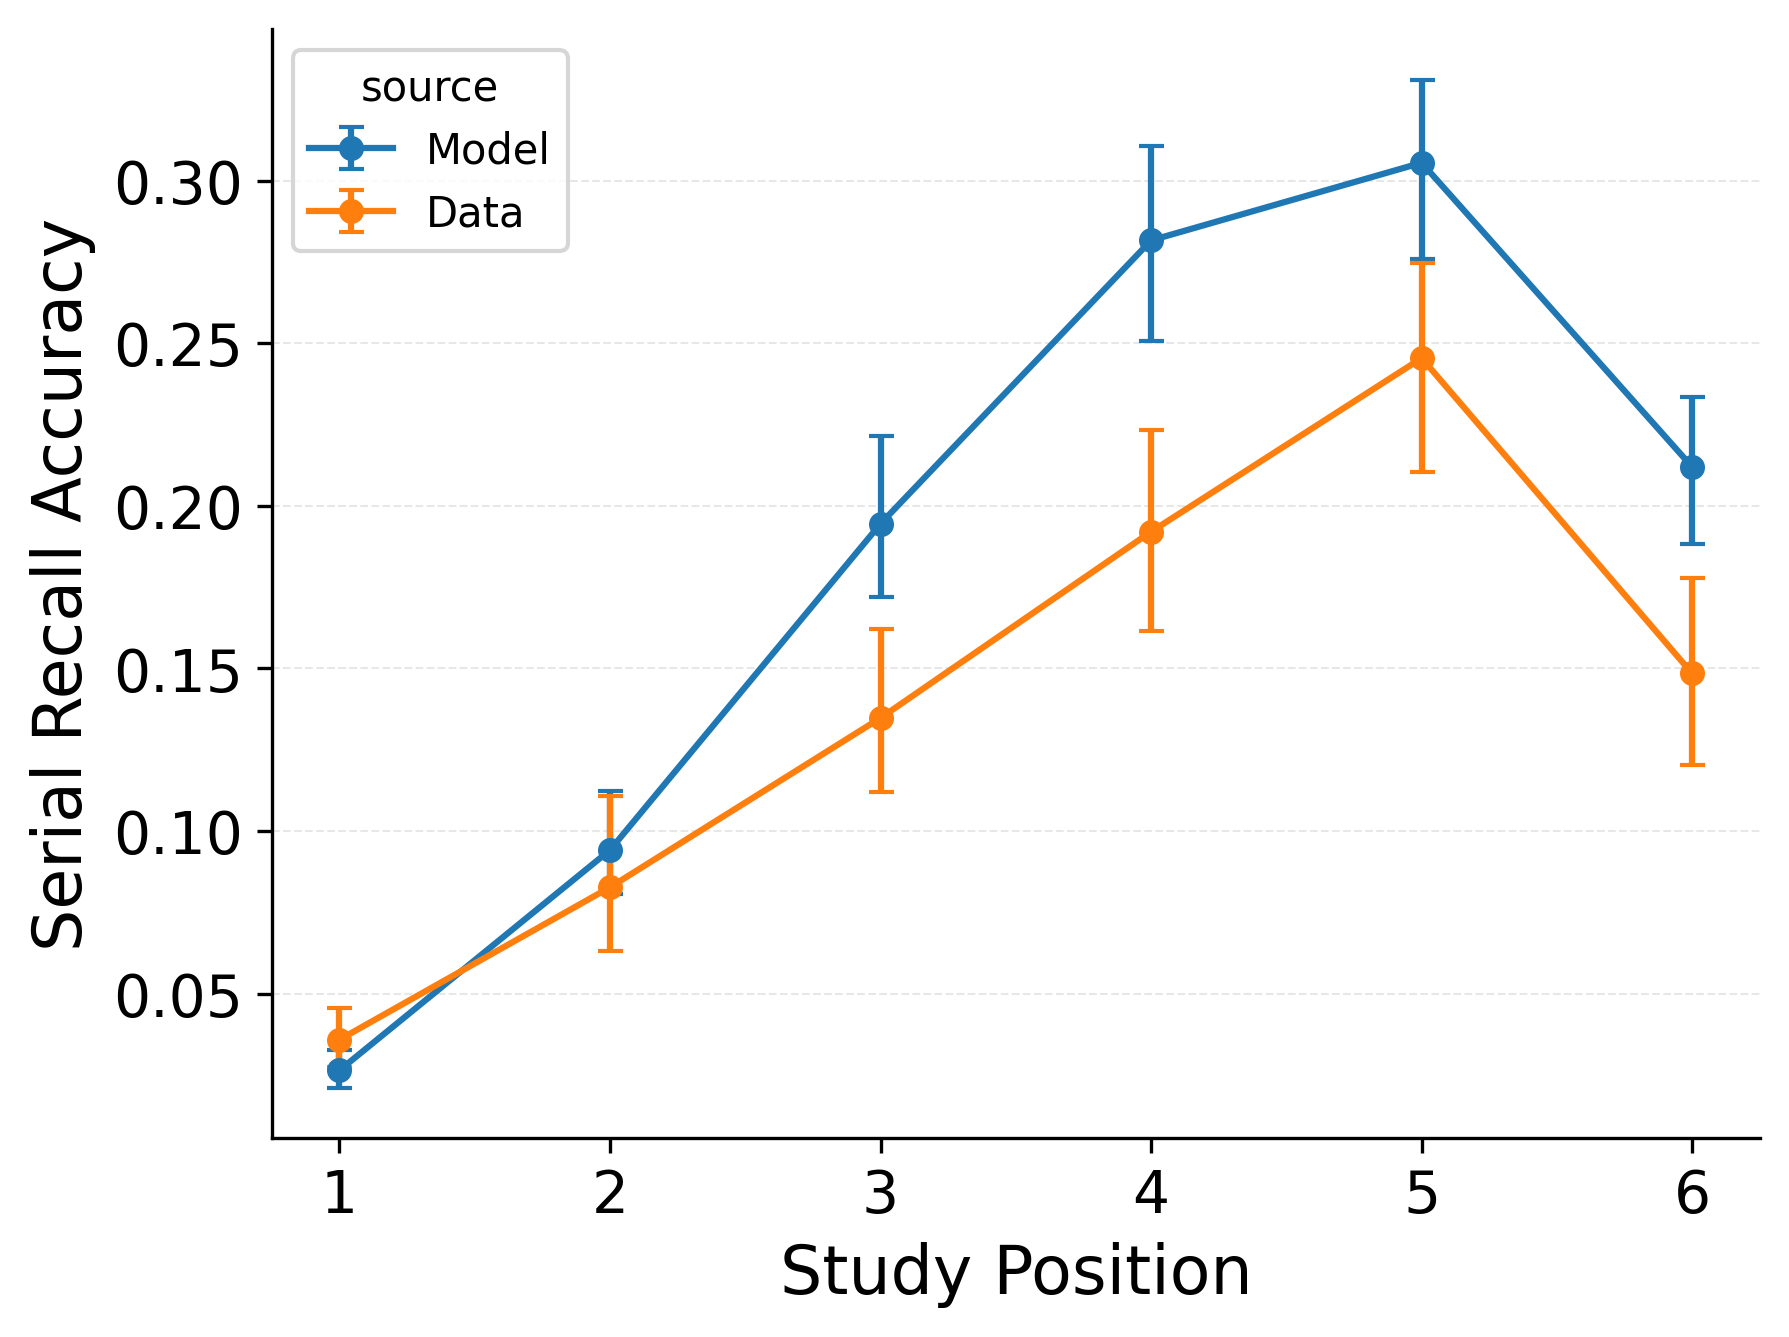 source
Model
Data
0.30
0.25
0.20
0.15
0.10
0.05
Serial Recall Accuracy
1 2 3 4 5 6
Study Position